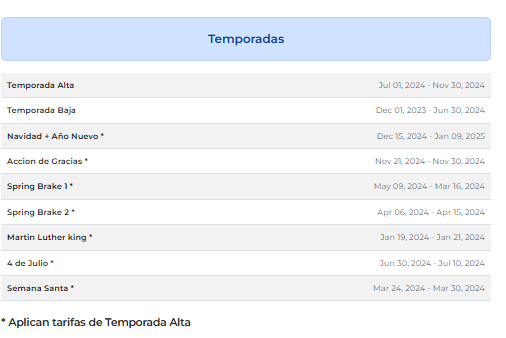 Temporadas
Temporada Alta Jul 01, 2024 - Nov 30, 2024
Temporada Baja Dec 01, 2023 - Jun 30, 2024
Navidad + Año Nuevo * Dec 15, 2024 - Jan 09, 2025
Accion de Gracias * Nov 21, 2024 - Nov 30, 2024
Spring Brake 1 * May 09, 2024 - Mar 16, 2024
Spring Brake 2 * Apr 06, 2024 - Apr 15, 2024
Martin Luther king * Jan 19, 2024 - Jan 21, 2024
4 de Julio * Jun 30, 2024 - Jul 10, 2024
Semana Santa * Mar 24, 2024 - Mar 30, 2024
* Aplican tarifas de Temporada Alta